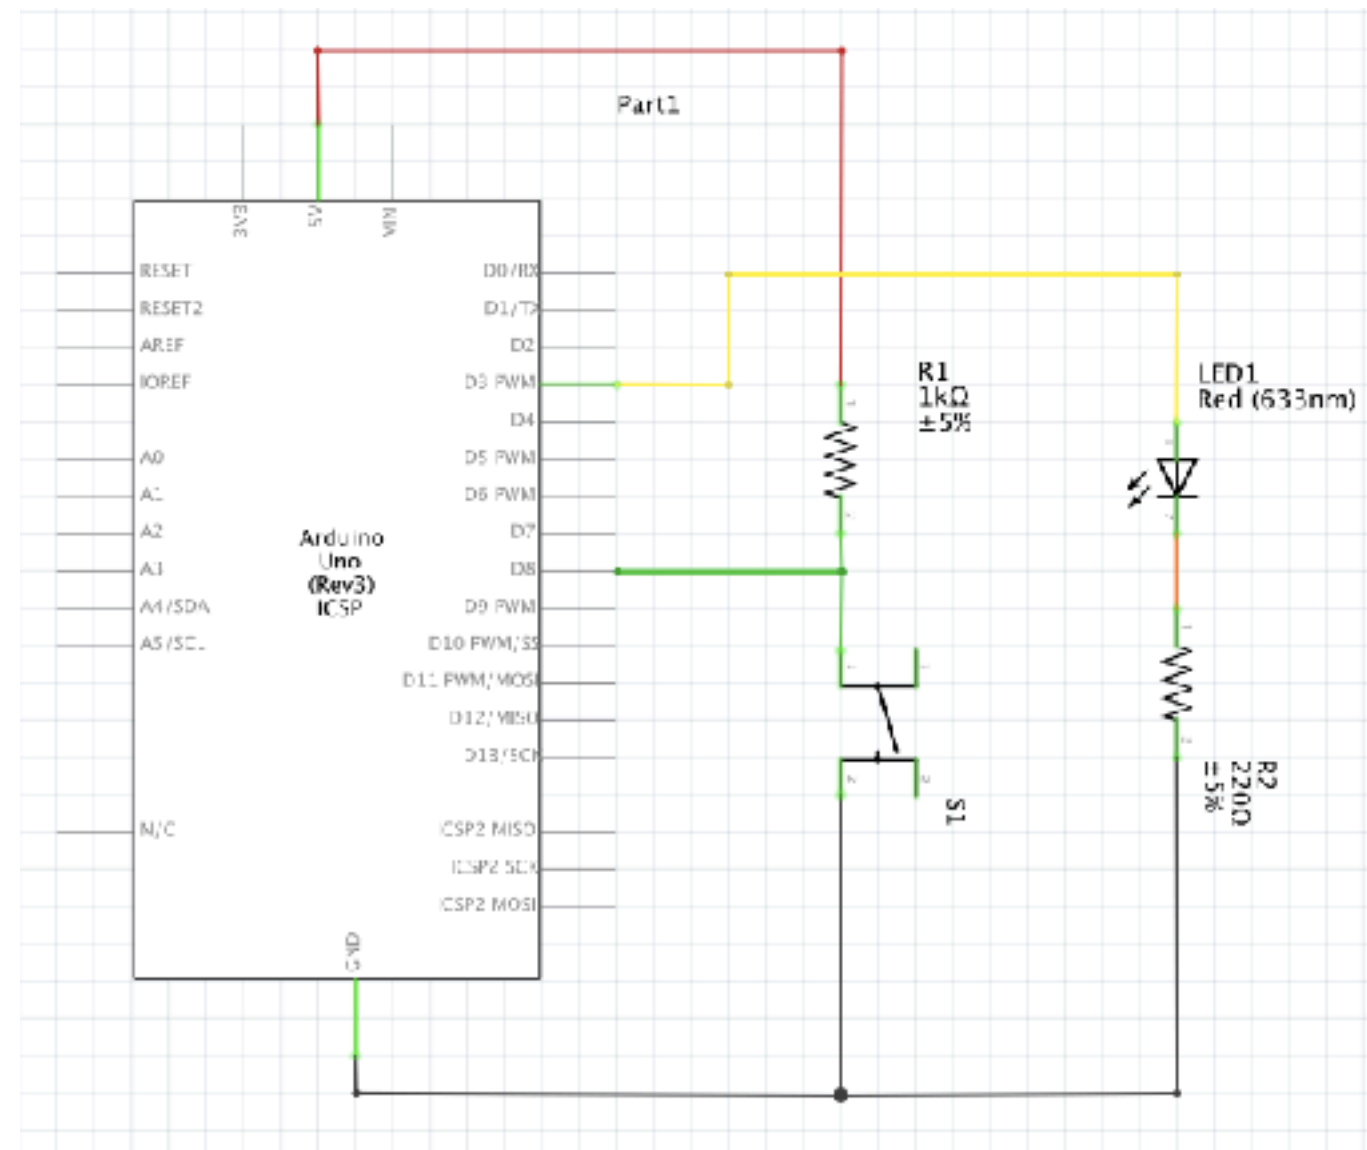 Part1
3V3
5V
VIN
RESET
RESET2
AREF
IOREF
A0
A1
A2
A3
A4/SDA
A5/SCL
N/C
D0/RX
D1/TX
D2
D3 PWM
D4
D5 PWM
D6 PWM
D7
D8
D9 PWM
D10 PWM/SS
D11 PWM/MOSI
D12/MISO
D13/SCK
ICSP2 MISO
ICSP2 SCK
ICSP2 MOSI
GND
Arduino
Uno
(Rev3)
ICSP
R1
1kΩ
±5%
LED1
Red (633nm)
S1
R2
220Ω
±5%